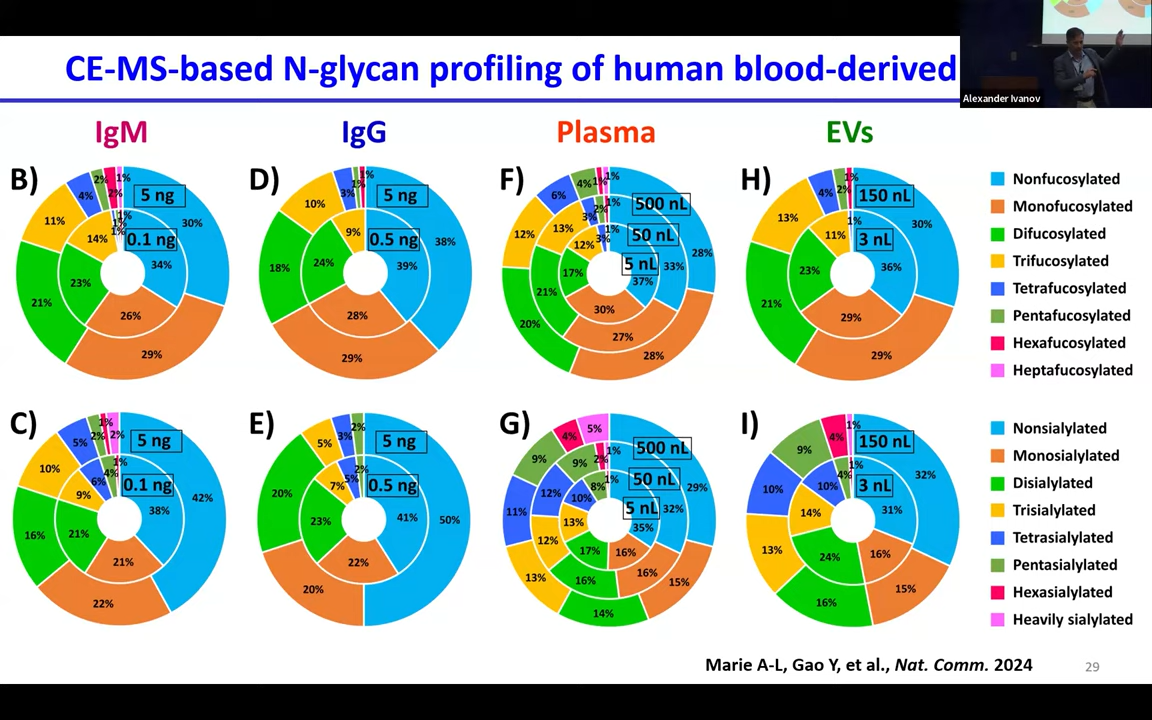 CE-MS-based N-glycan profiling of human blood-derived
Alexander Ivanov
IgM
IgG
Plasma
EVs
B)
5 ng
0.1 ng
30%
29%
21%
11%
4%
2%
2%
1%
34%
26%
23%
14%
1%
1%
1%
D)
5 ng
0.5 ng
38%
29%
18%
10%
3%
1%
1%
39%
28%
24%
9%
F)
500 nL
50 nL
5 nL
28%
28%
20%
12%
6%
4%
1%
1%
33%
27%
21%
13%
3%
2%
1%
37%
30%
17%
12%
3%
1%
H)
150 nL
3 nL
30%
29%
21%
13%
4%
2%
1%
36%
29%
23%
11%
1%
Nonfucosylated
Monofucosylated
Difucosylated
Trifucosylated
Tetrafucosylated
Pentafucosylated
Hexafucosylated
Heptafucosylated
C)
5 ng
0.1 ng
42%
22%
16%
10%
5%
2%
1%
2%
38%
21%
21%
9%
6%
4%
1%
E)
5 ng
0.5 ng
50%
20%
20%
5%
3%
2%
41%
22%
23%
7%
5%
2%
G)
500 nL
50 nL
5 nL
29%
15%
14%
13%
11%
9%
4%
5%
32%
16%
16%
12%
12%
9%
2%
1%
35%
16%
17%
13%
10%
8%
1%
I)
150 nL
3 nL
32%
15%
16%
13%
10%
9%
4%
1%
31%
16%
24%
14%
10%
4%
1%
Nonsialylated
Monosialylated
Disialylated
Trisialylated
Tetrasialylated
Pentasialylated
Hexasialylated
Heavily sialylated
Marie A-L, Gao Y, et al., Nat. Comm. 2024
29